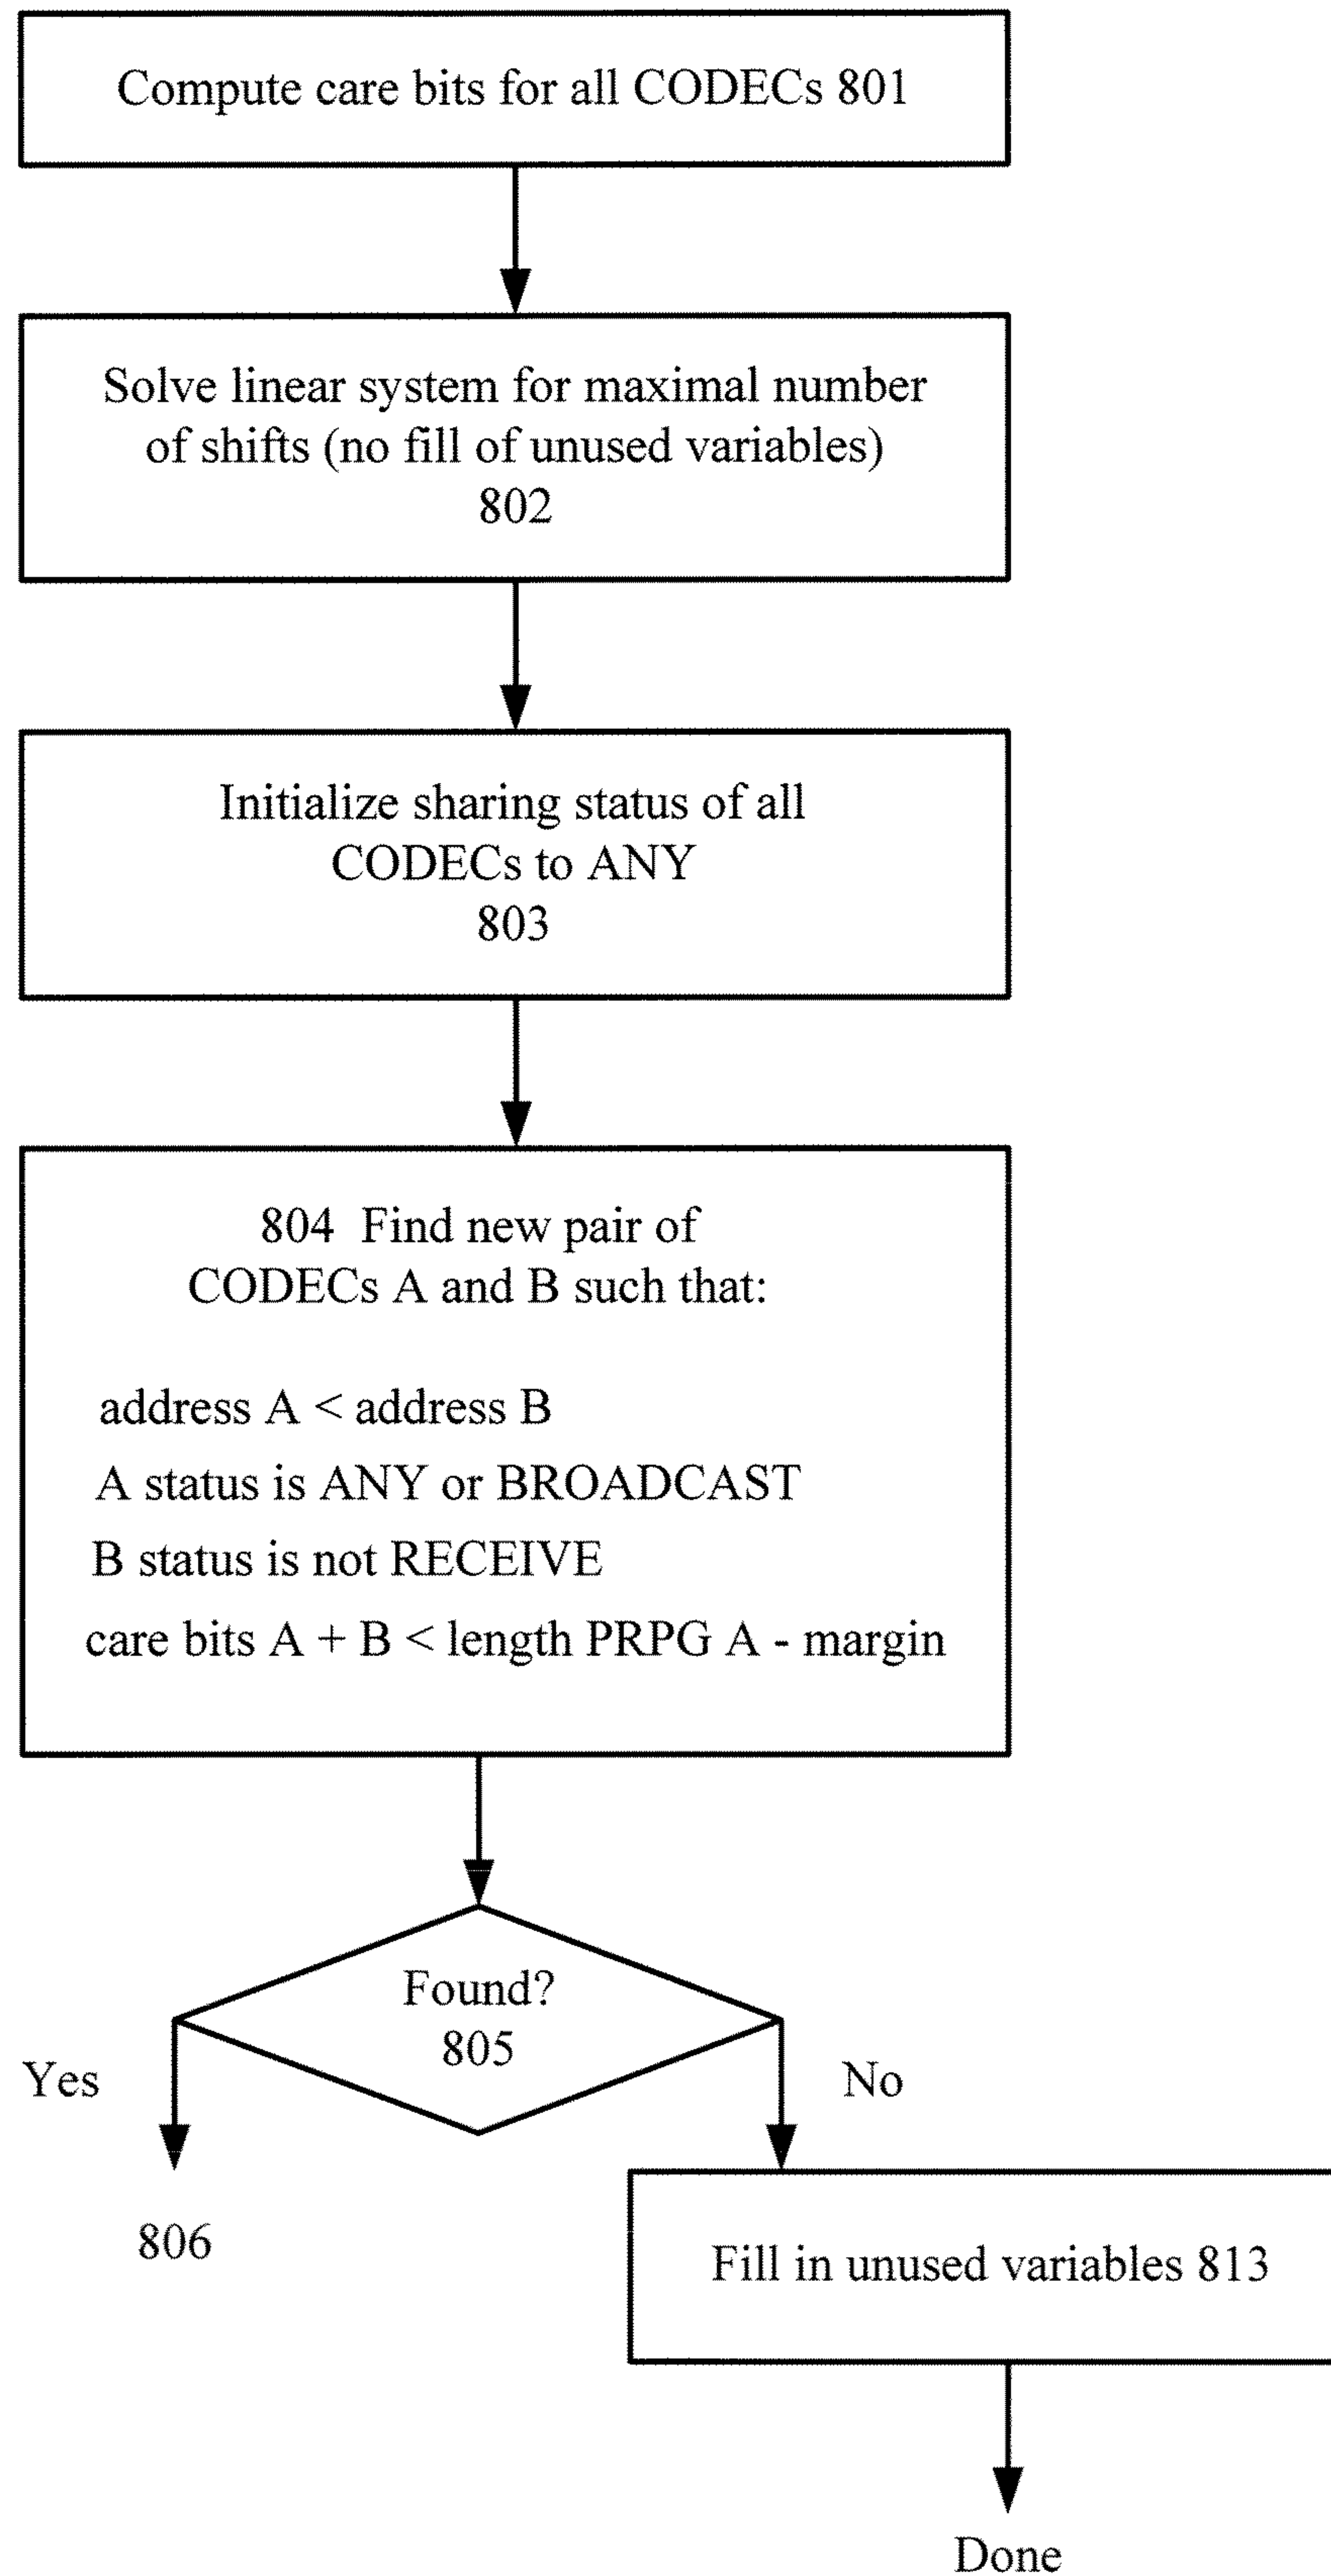 Compute care bits for all CODECs 801
Solve linear system for maximal number
of shifts (no fill of unused variables)
802
Initialize sharing status of all
CODECs to ANY
803
804 Find new pair of
CODECs A and B such that:
address A < address B
A status is ANY or BROADCAST
B status is not RECEIVE
care bits A + B < length PRPG A - margin
Found?
805
Yes
No
806
Fill in unused variables 813
Done